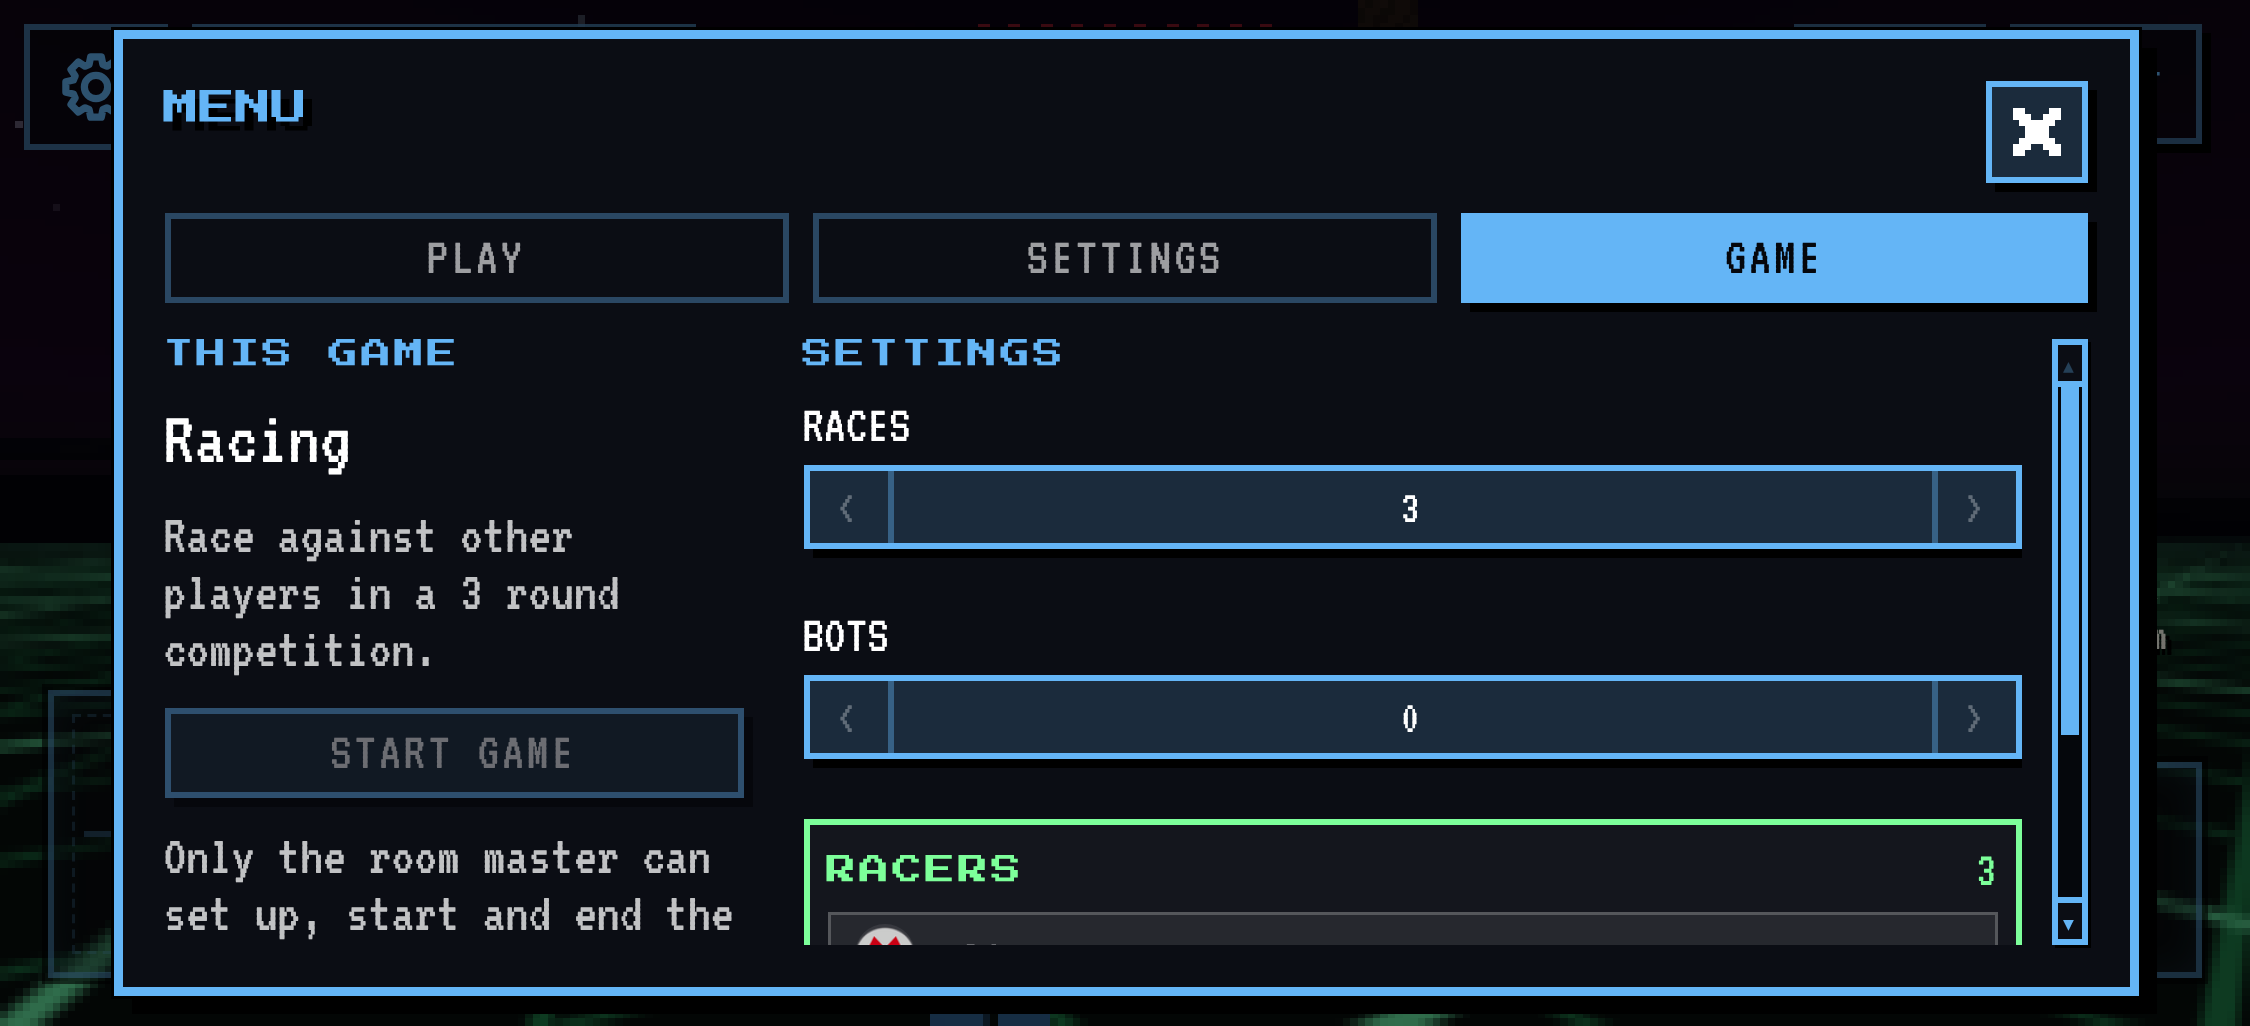 MENU
PLAY
SETTINGS
GAME
THIS GAME
Racing
Race against other
players in a 3 round
competition.
START GAME
Only the room master can
set up, start and end the
SETTINGS
RACES
3
BOTS
0
RACERS
3